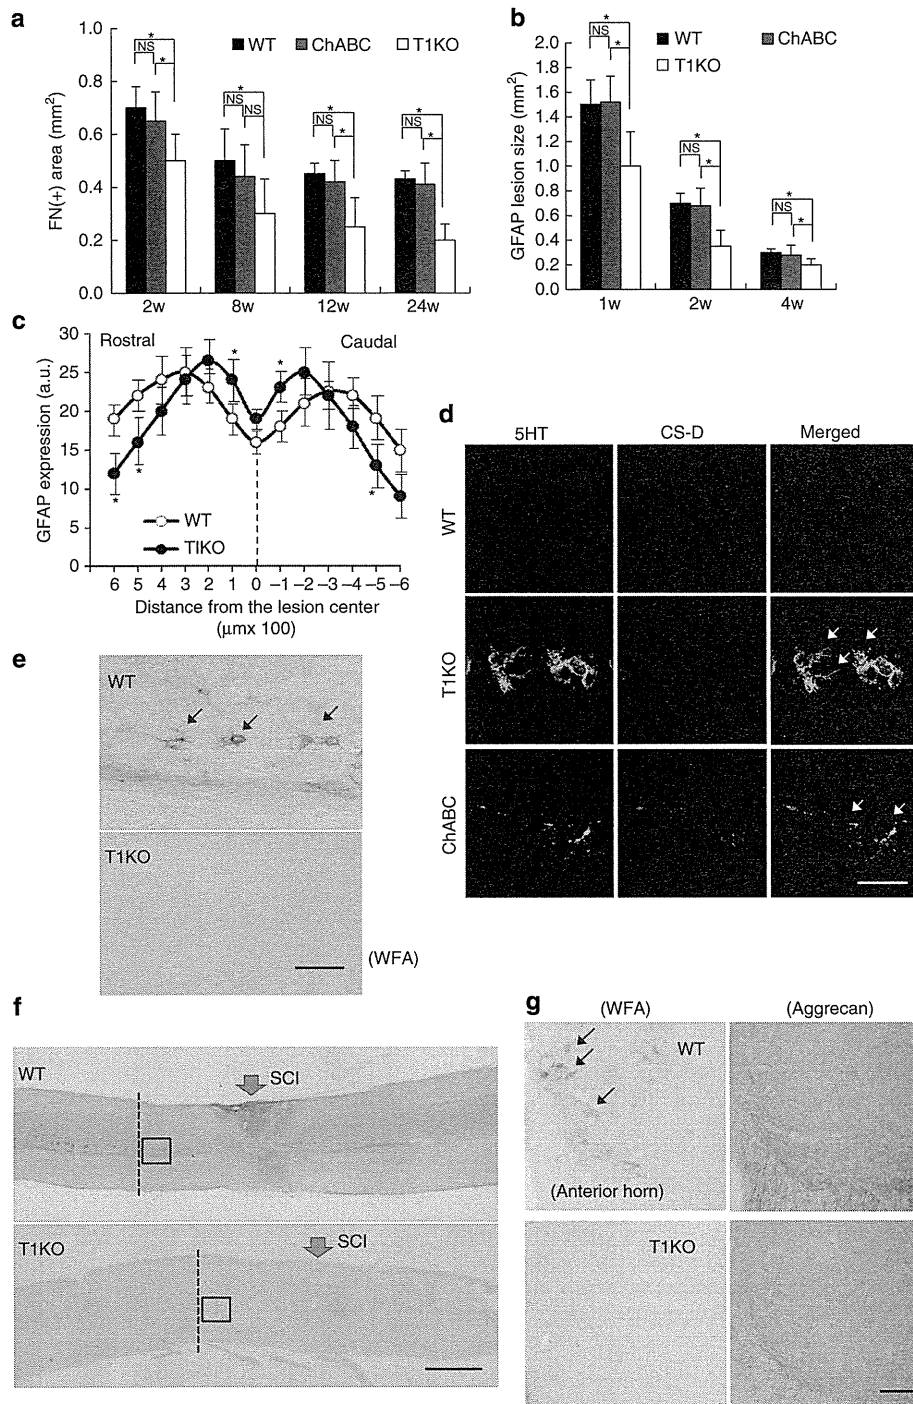 a
WT ChABC T1KO
FN(+) area (mm²)
1.0
0.8
0.6
0.4
0.2
0.0
* NS *
* NS NS
* NS *
* NS *
2w 8w 12w 24w
b
WT ChABC
T1KO
GFAP lesion size (mm²)
2.0
1.8
1.6
1.4
1.2
1.0
0.8
0.6
0.4
0.2
0.0
* NS *
* NS *
* NS *
1w 2w 4w
c
Rostral Caudal
GFAP expression (a.u.)
30
25
20
15
10
5
0
* * * * *
WT
TIKO
6 5 4 3 2 1 0 –1 –2 –3 –4 –5 –6
Distance from the lesion center
(μmx 100)
d
5HT CS-D Merged
WT
T1KO
ChABC
e
WT
T1KO
(WFA)
f
WT
SCI
T1KO
SCI
g
(WFA) (Aggrecan)
WT
(Anterior horn)
T1KO